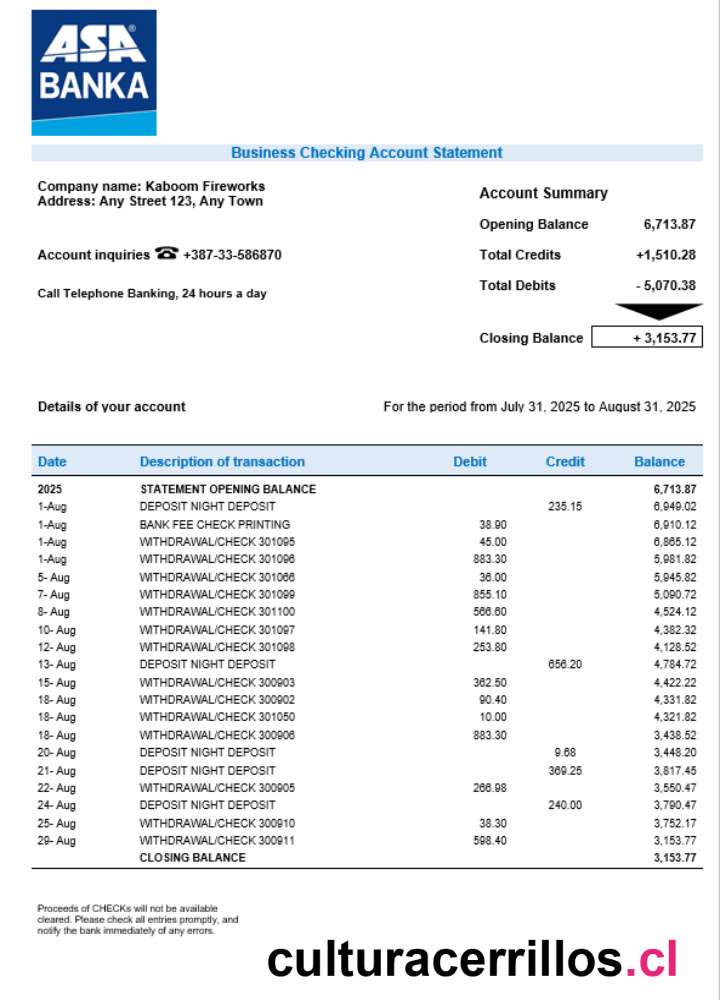 ASA®
BANKA
Business Checking Account Statement
Company name: Kaboom Fireworks
Address: Any Street 123, Any Town
Account inquiries ☎ +387-33-586870
Call Telephone Banking, 24 hours a day
Account Summary
Opening Balance 6,713.87
Total Credits +1,510.28
Total Debits - 5,070.38
Closing Balance + 3,153.77
Details of your account For the period from July 31, 2025 to August 31, 2025
Date Description of transaction Debit Credit Balance
2025 STATEMENT OPENING BALANCE 6,713.87
1-Aug DEPOSIT NIGHT DEPOSIT 235.15 6,949.02
1-Aug BANK FEE CHECK PRINTING 38.90 6,910.12
1-Aug WITHDRAWAL/CHECK 301095 45.00 6,865.12
1-Aug WITHDRAWAL/CHECK 301096 883.30 5,981.82
5- Aug WITHDRAWAL/CHECK 301066 36.00 5,945.82
7- Aug WITHDRAWAL/CHECK 301099 855.10 5,090.72
8- Aug WITHDRAWAL/CHECK 301100 566.60 4,524.12
10- Aug WITHDRAWAL/CHECK 301097 141.80 4,382.32
12- Aug WITHDRAWAL/CHECK 301098 253.80 4,128.52
13- Aug DEPOSIT NIGHT DEPOSIT 656.20 4,784.72
15- Aug WITHDRAWAL/CHECK 300903 362.50 4,422.22
18- Aug WITHDRAWAL/CHECK 300902 90.40 4,331.82
18- Aug WITHDRAWAL/CHECK 301050 10.00 4,321.82
18- Aug WITHDRAWAL/CHECK 300906 883.30 3,438.52
20- Aug DEPOSIT NIGHT DEPOSIT 9.68 3,448.20
21- Aug DEPOSIT NIGHT DEPOSIT 369.25 3,817.45
22- Aug WITHDRAWAL/CHECK 300905 266.98 3,550.47
24- Aug DEPOSIT NIGHT DEPOSIT 240.00 3,790.47
25- Aug WITHDRAWAL/CHECK 300910 38.30 3,752.17
29- Aug WITHDRAWAL/CHECK 300911 598.40 3,153.77
CLOSING BALANCE 3,153.77
Proceeds of CHECKs will not be available
cleared. Please check all entries promptly, and
notify the bank immediately of any errors.
culturacerrillos.cl